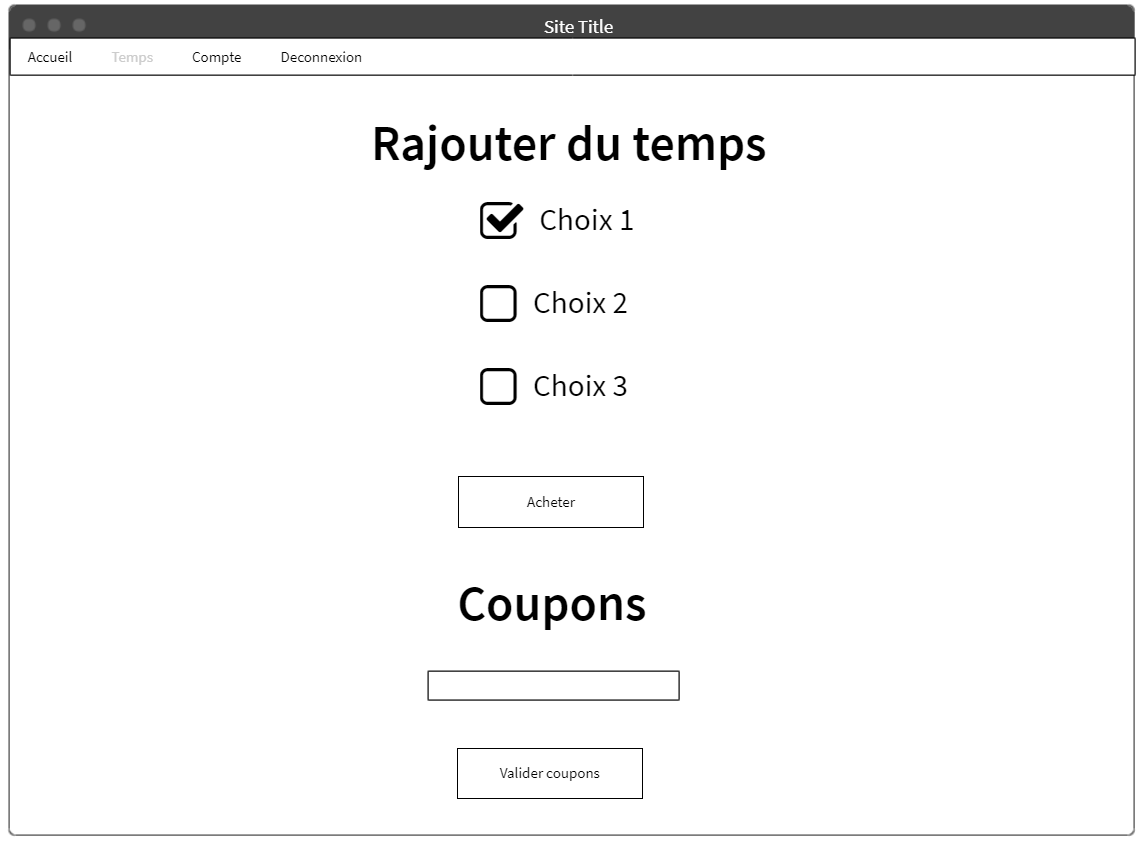 Site Title
Accueil Temps Compte Deconnexion
Rajouter du temps
Choix 1
Choix 2
Choix 3
Acheter
Coupons
Valider coupons